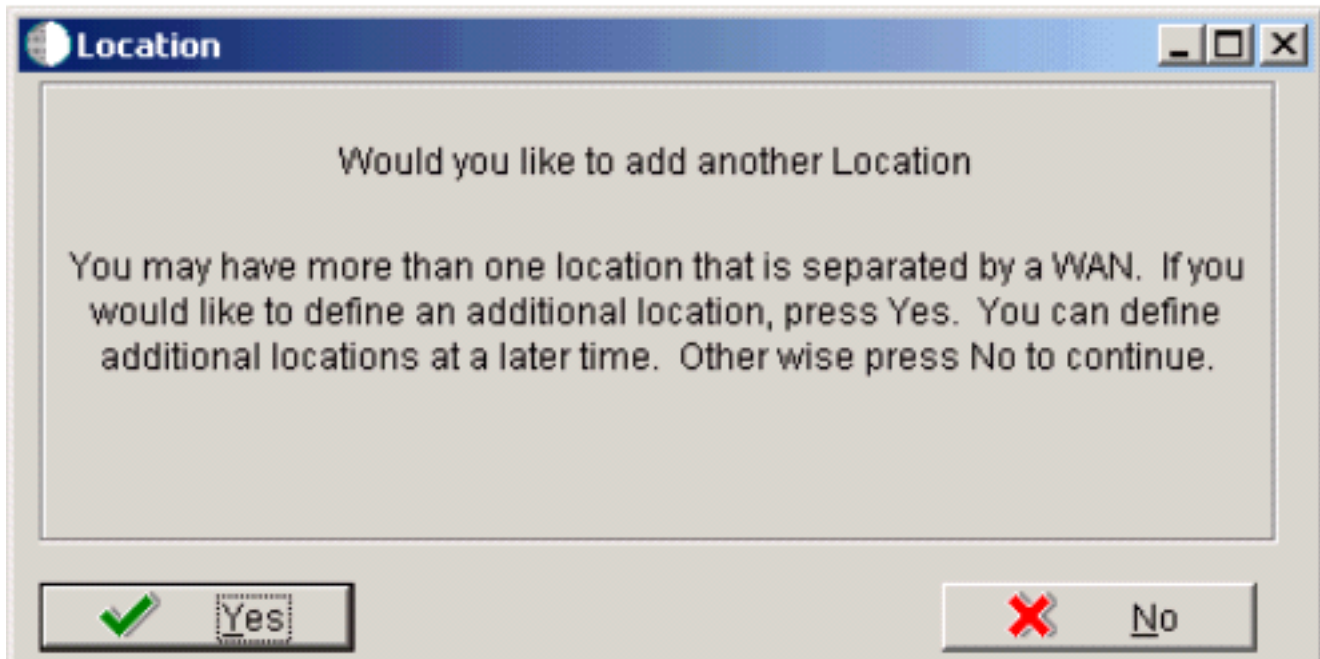 Location
Would you like to add another Location
You may have more than one location that is separated by a WAN.  If you
would like to define an additional location, press Yes.  You can define
additional locations at a later time.  Other wise press No to continue.
Yes
No